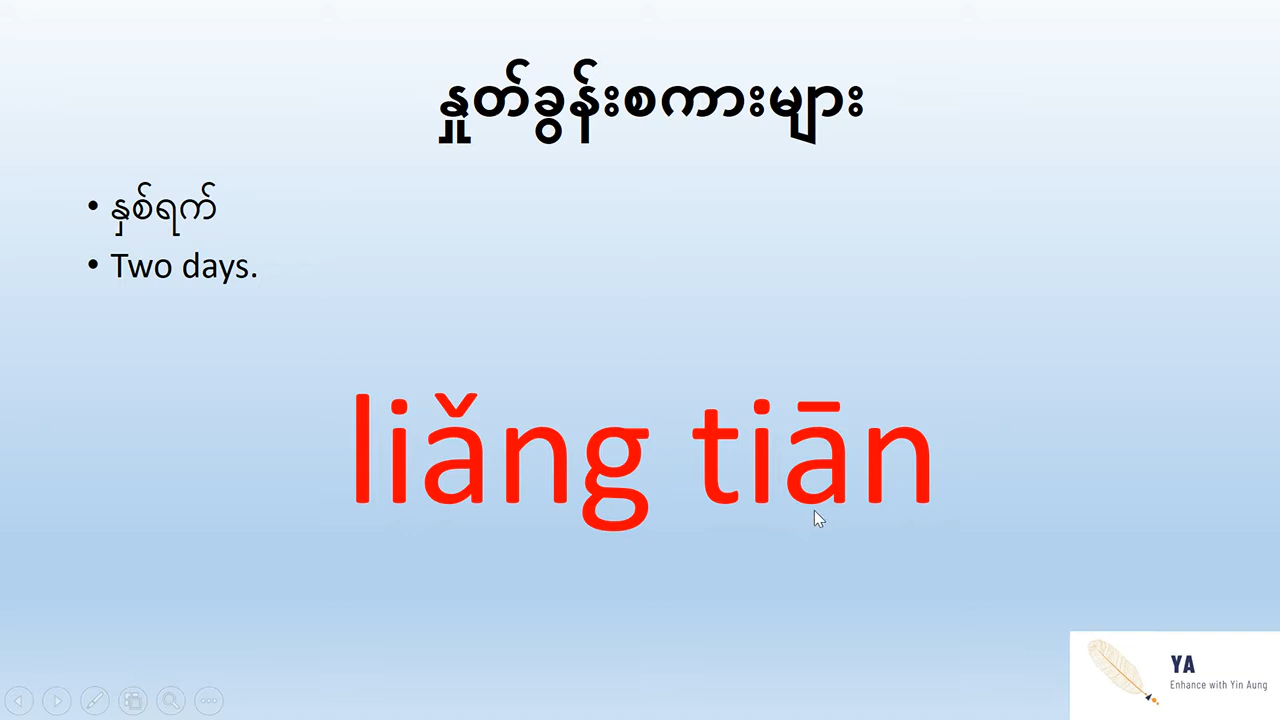 နှုတ်ခွန်းစကားများ
• နှစ်ရက်
• Two days.
liǎng tiān
YA
Enhance with Yin Aung